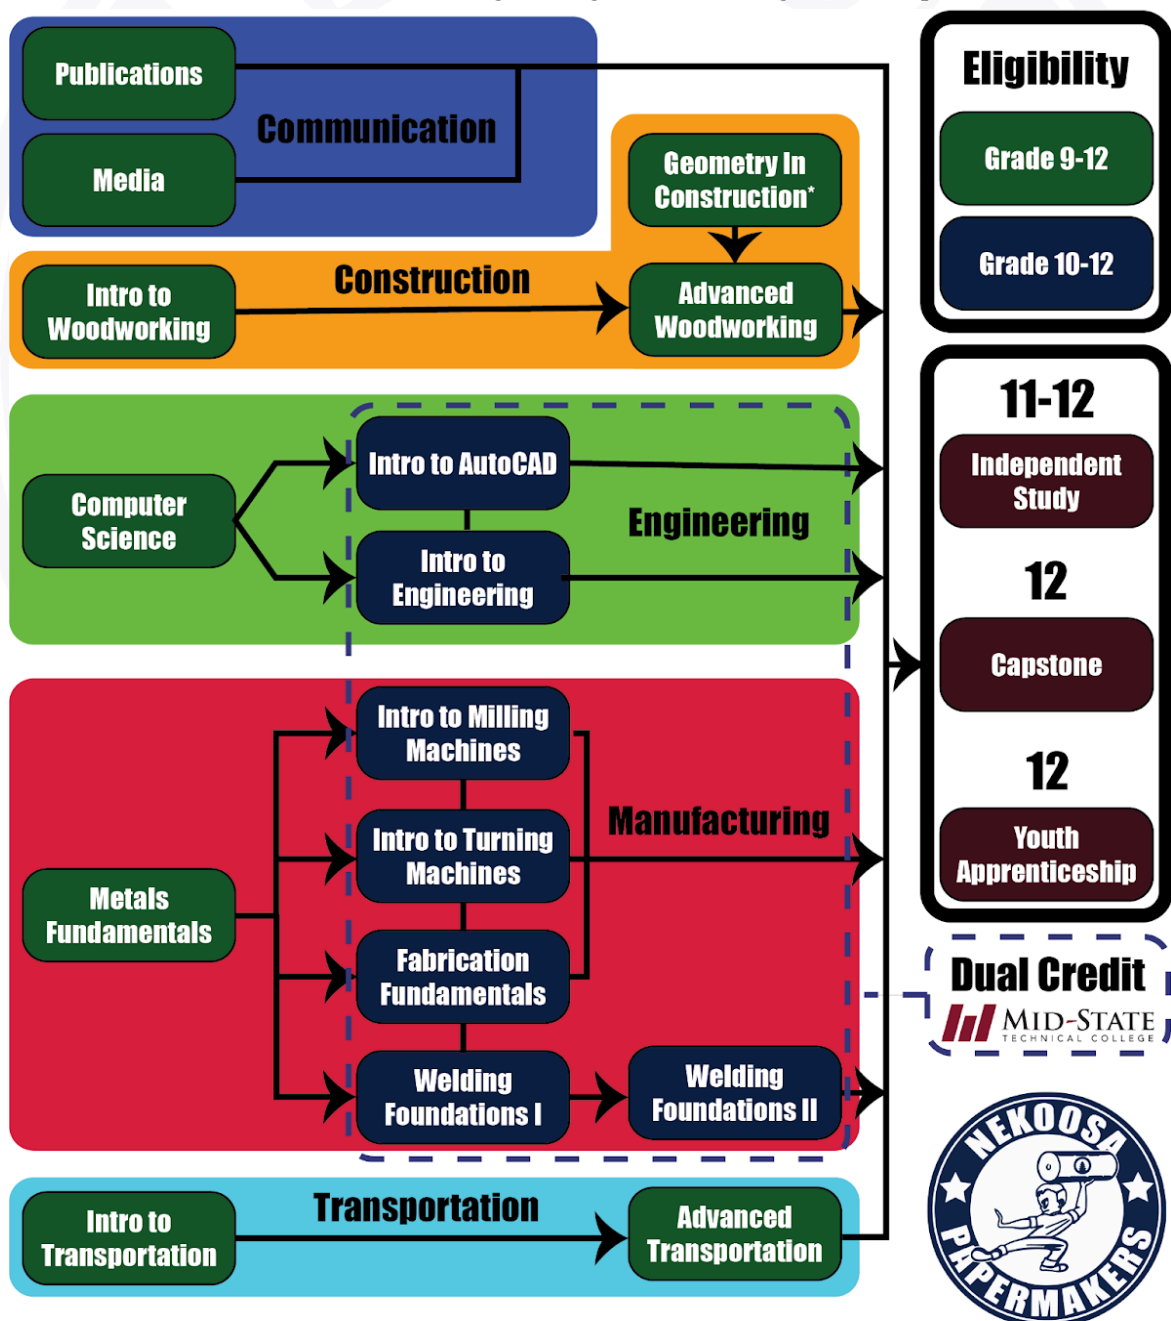 Publications
Media
Communication
Geometry In
Construction*
Construction
Intro to
Woodworking
Advanced
Woodworking
Computer
Science
Intro to AutoCAD
Intro to
Engineering
Engineering
Metals
Fundamentals
Intro to Milling
Machines
Intro to Turning
Machines
Fabrication
Fundamentals
Welding
Foundations I
Welding
Foundations II
Manufacturing
Transportation
Intro to
Transportation
Advanced
Transportation
Eligibility
Grade 9-12
Grade 10-12
11-12
Independent
Study
12
Capstone
12
Youth
Apprenticeship
Dual Credit
MID-STATE
TECHNICAL COLLEGE
NEKOOSA
PAPERMAKERS